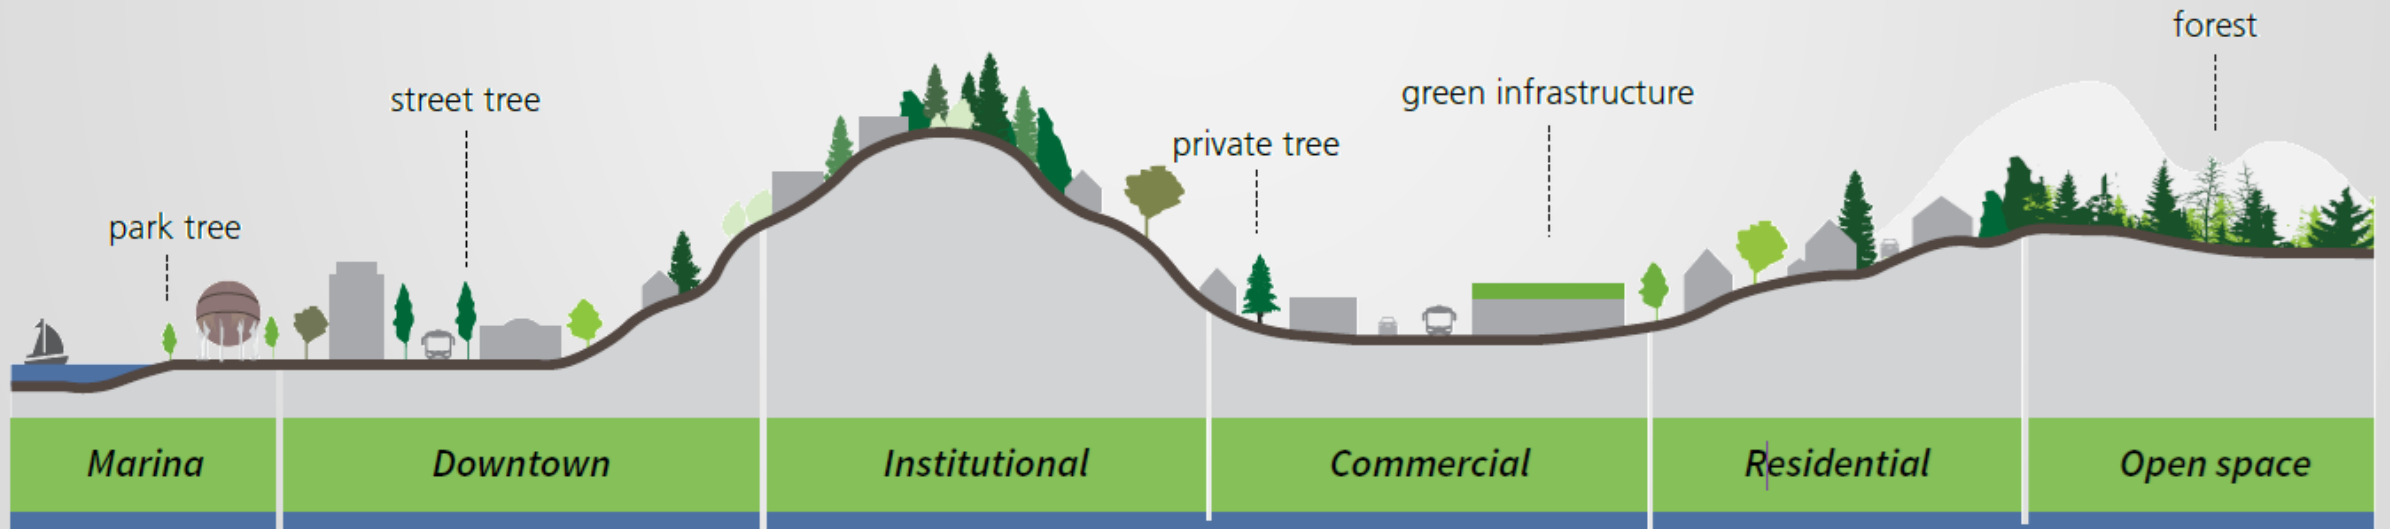 forest
green infrastructure
street tree
private tree
park tree
Marina
Downtown
Institutional
Commercial
Residential
Open space